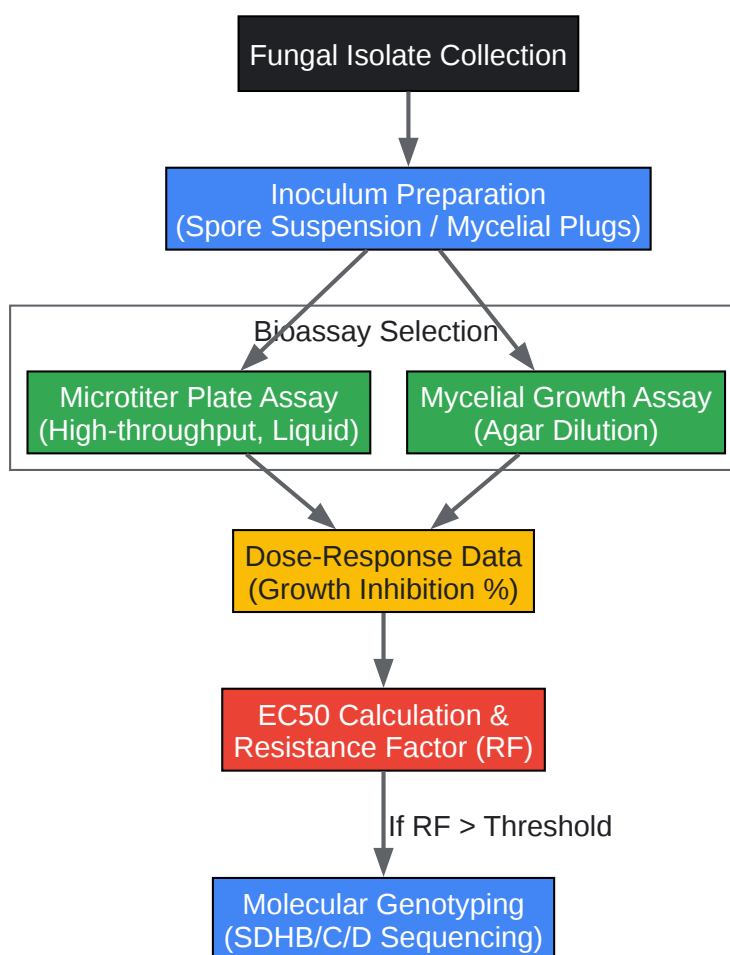 Fungal Isolate Collection
Inoculum Preparation
(Spore Suspension / Mycelial Plugs)
Bioassay Selection
Microtiter Plate Assay
(High-throughput, Liquid)
Mycelial Growth Assay
(Agar Dilution)
Dose-Response Data
(Growth Inhibition %)
EC50 Calculation &
Resistance Factor (RF)
If RF > Threshold
Molecular Genotyping
(SDHB/C/D Sequencing)